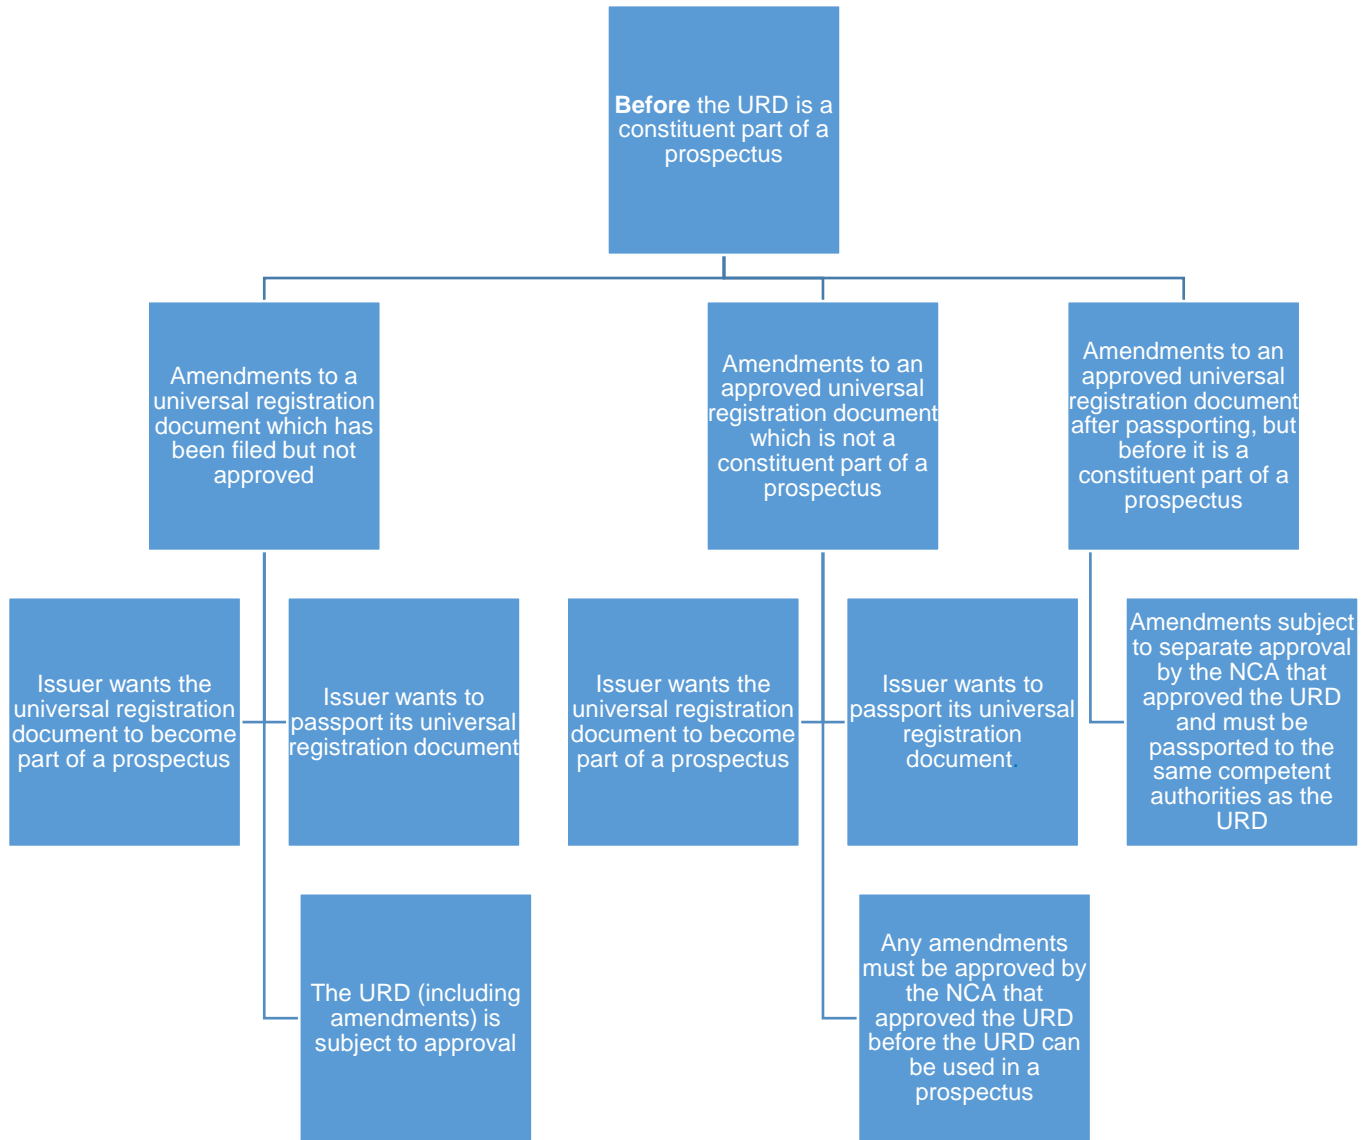 Before the URD is a
constituent part of a
prospectus
Amendments to a
universal registration
document which has
been filed but not
approved
Amendments to an
approved universal
registration document
which is not a
constituent part of a
prospectus
Amendments to an
approved universal
registration document
after passporting, but
before it is a
constituent part of a
prospectus
Issuer wants the
universal registration
document to become
part of a prospectus
Issuer wants to
passport its universal
registration document
Issuer wants the
universal registration
document to become
part of a prospectus
Issuer wants to
passport its universal
registration
document.
Amendments subject
to separate approval
by the NCA that
approved the URD
and must be
passported to the
same competent
authorities as the
URD
The URD (including
amendments) is
subject to approval
Any amendments
must be approved by
the NCA that
approved the URD
before the URD can
be used in a
prospectus